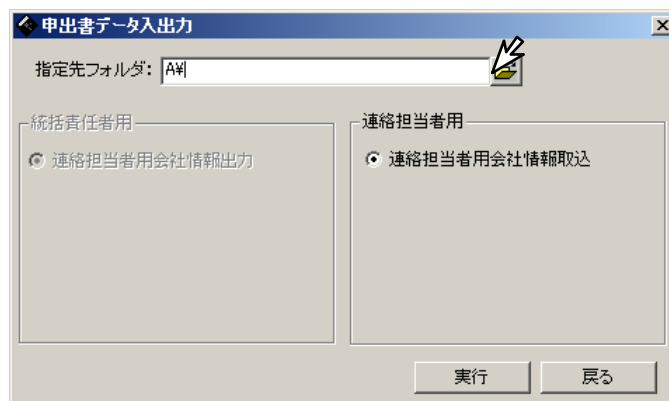 申出書データ入出力
指定先フォルダ: A¥
統括責任者用
連絡担当者用会社情報出力
連絡担当者用
連絡担当者用会社情報取込
実行
戻る